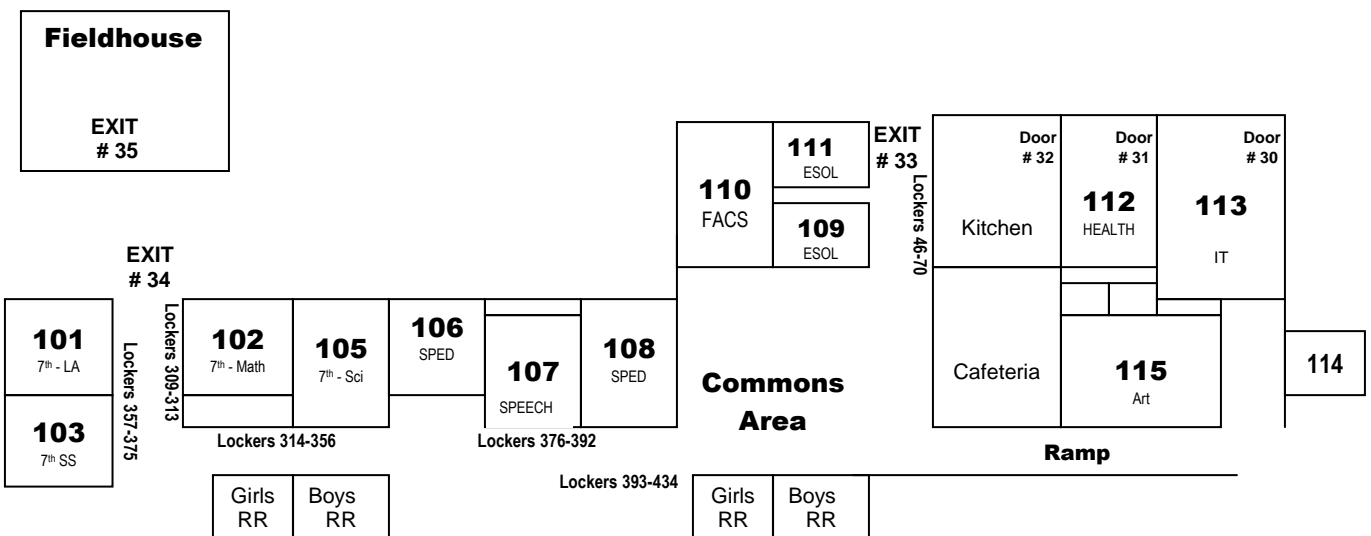 Fieldhouse
EXIT
# 35
EXIT
# 34
101
7th - LA
103
7th SS
Lockers 357-375
Lockers 309-313
102
7th - Math
105
7th - Sci
106
SPED
107
SPEECH
108
SPED
Lockers 314-356
Lockers 376-392
Lockers 393-434
Girls
RR
Boys
RR
110
FACS
111
ESOL
109
ESOL
EXIT
# 33
Lockers 46-70
Commons
Area
Door
# 32
Kitchen
Door
# 31
112
HEALTH
Door
# 30
113
IT
Cafeteria
115
Art
114
Ramp
Girls
RR
Boys
RR